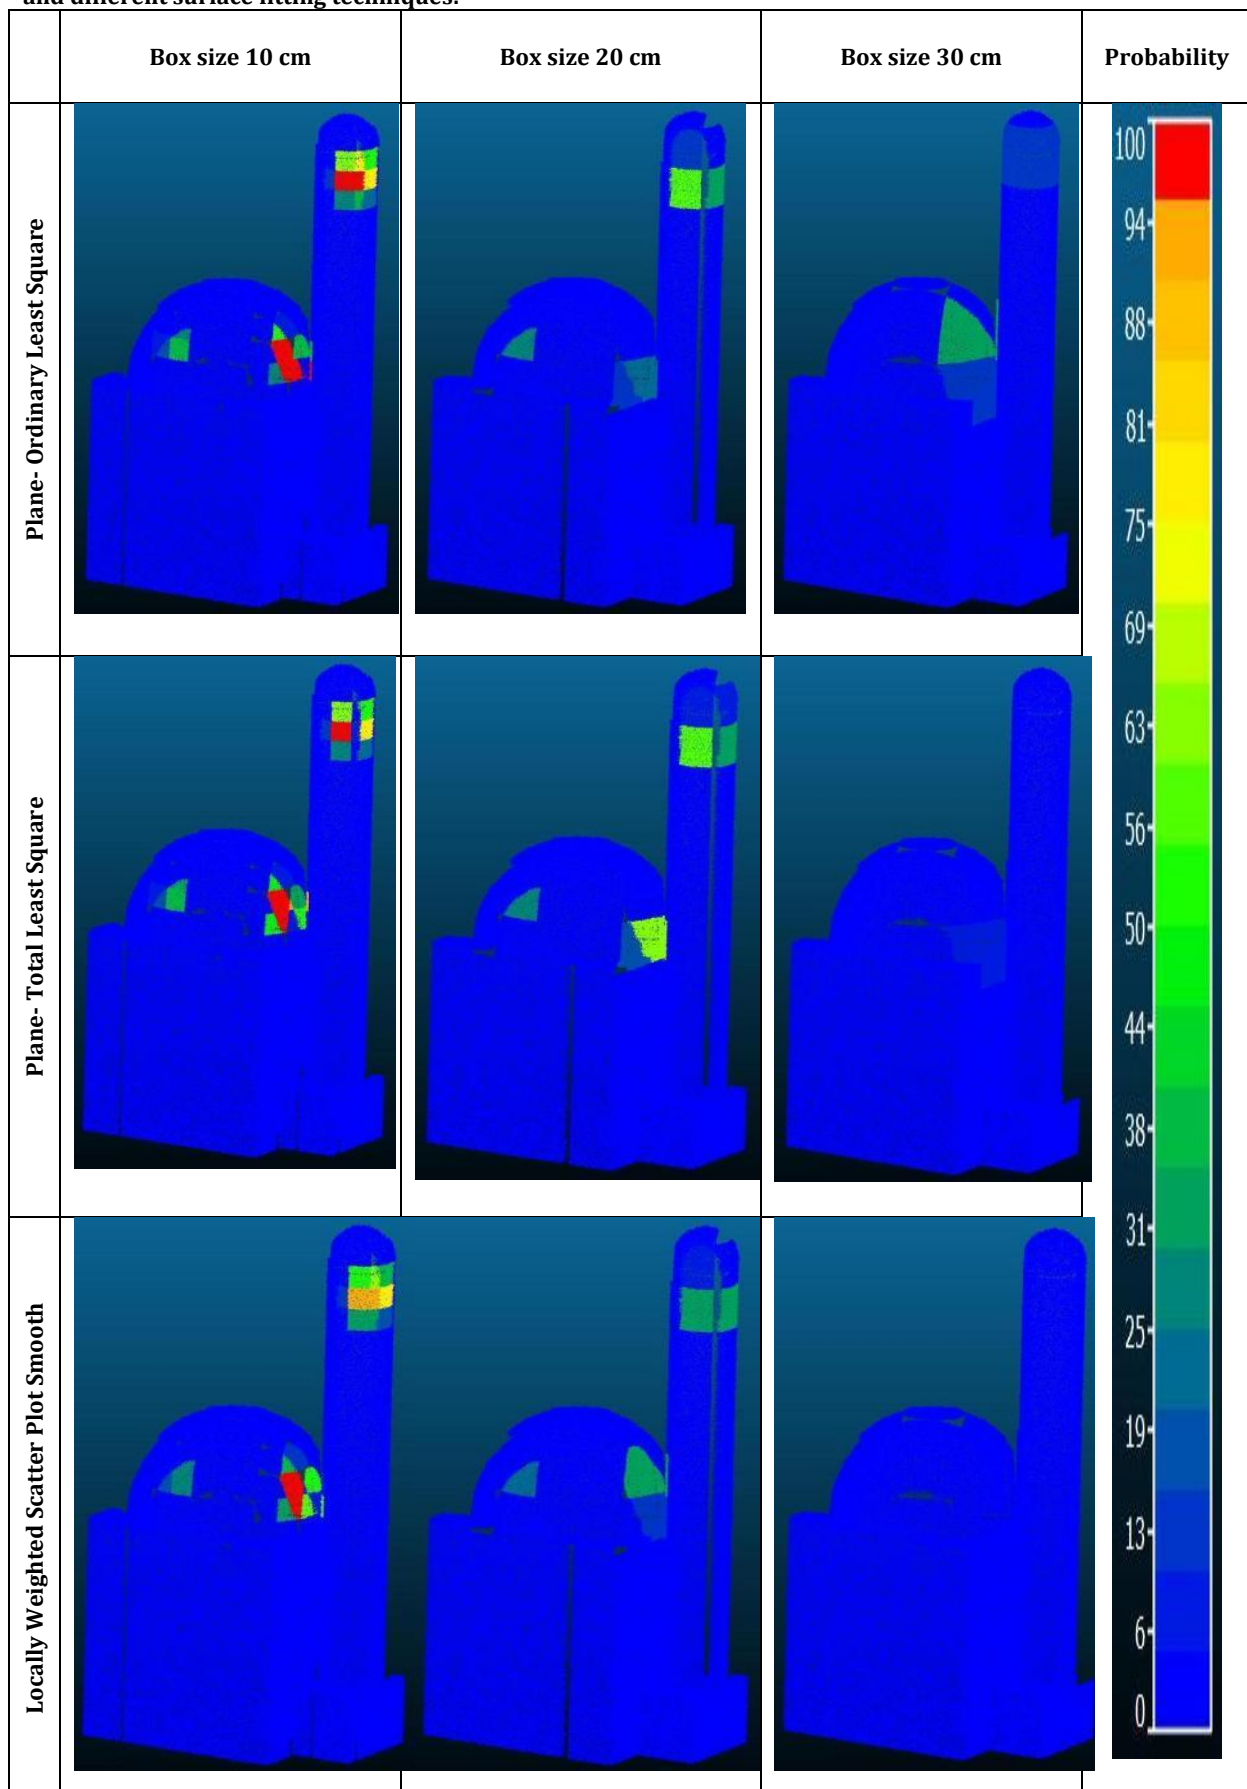 and different surface fitting techniques.
Box size 10 cm
Box size 20 cm
Box size 30 cm
Probability
Plane- Ordinary Least Square
Plane- Total Least Square
Locally Weighted Scatter Plot Smooth
100
94
88
81
75
69
63
56
50
44
38
31
25
19
13
6
0